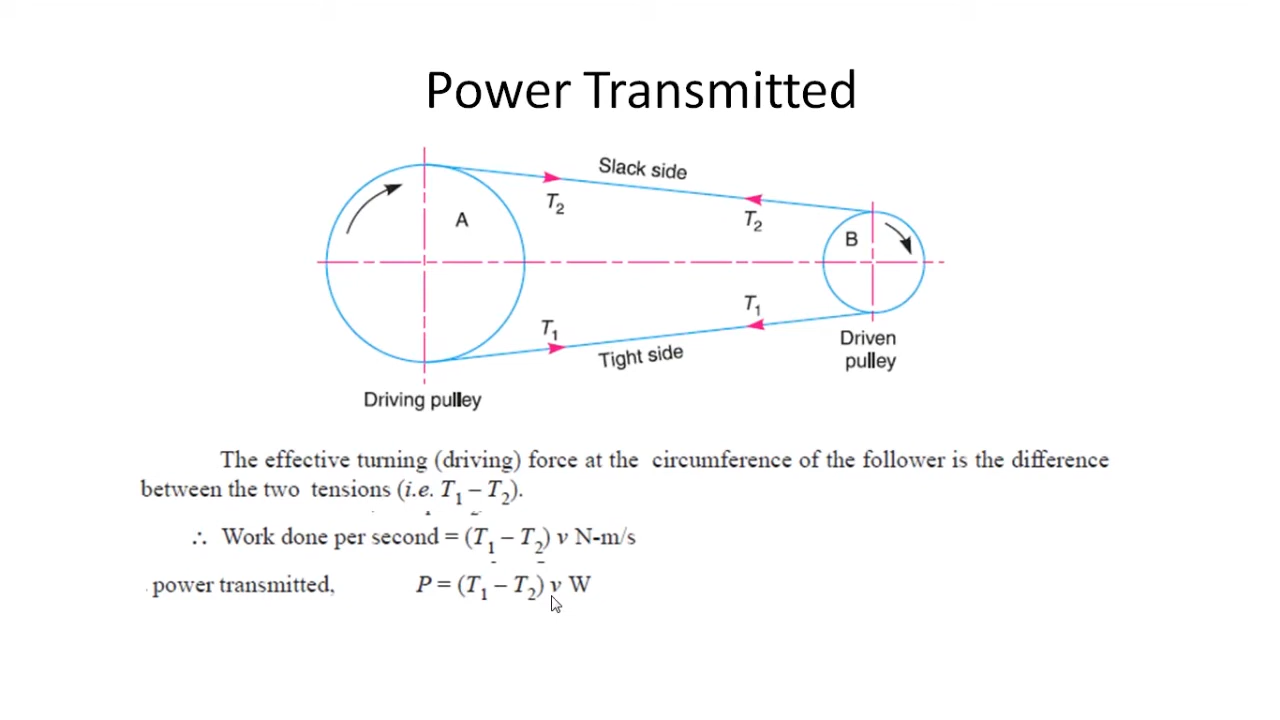 Power Transmitted
Slack side
A
T₂
T₂
B
T₁
T₁
Tight side
Driven
pulley
Driving pulley
The effective turning (driving) force at the circumference of the follower is the difference
between the two tensions (i.e. T₁ – T₂).
∴ Work done per second = (T₁ – T₂) v N-m/s
power transmitted, P = (T₁ – T₂) v W